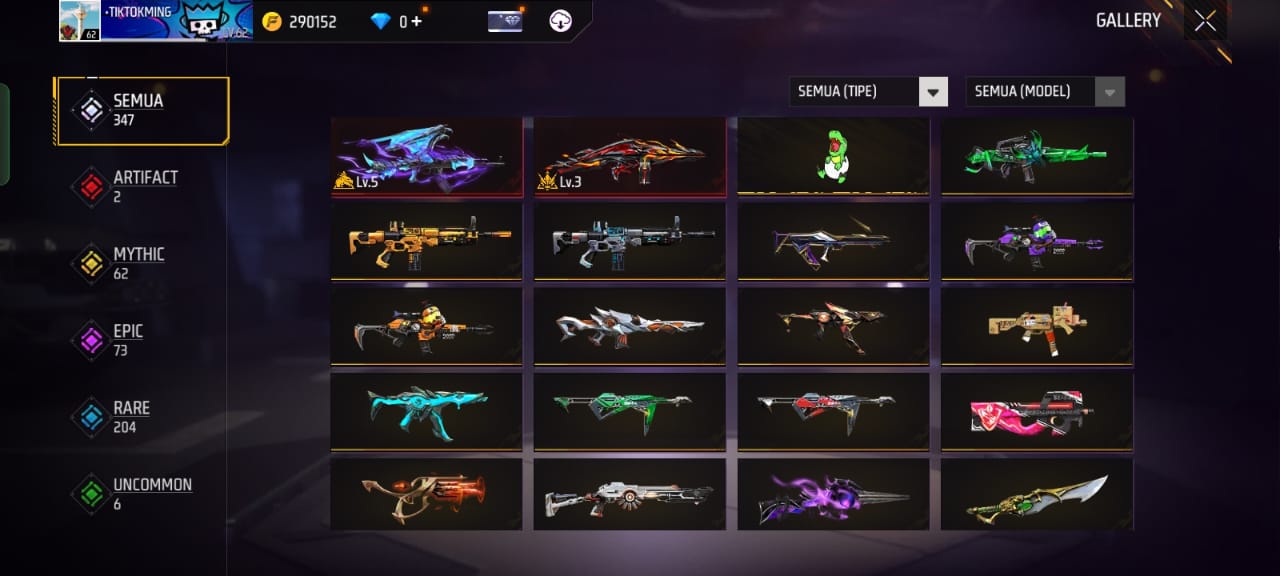 •TIKTOKMING
62
LV.62
290152
0 +
GALLERY
SEMUA
347
SEMUA (TIPE)
SEMUA (MODEL)
ARTIFACT
2
Lv.5
Lv.3
MYTHIC
62
EPIC
73
RARE
204
UNCOMMON
6